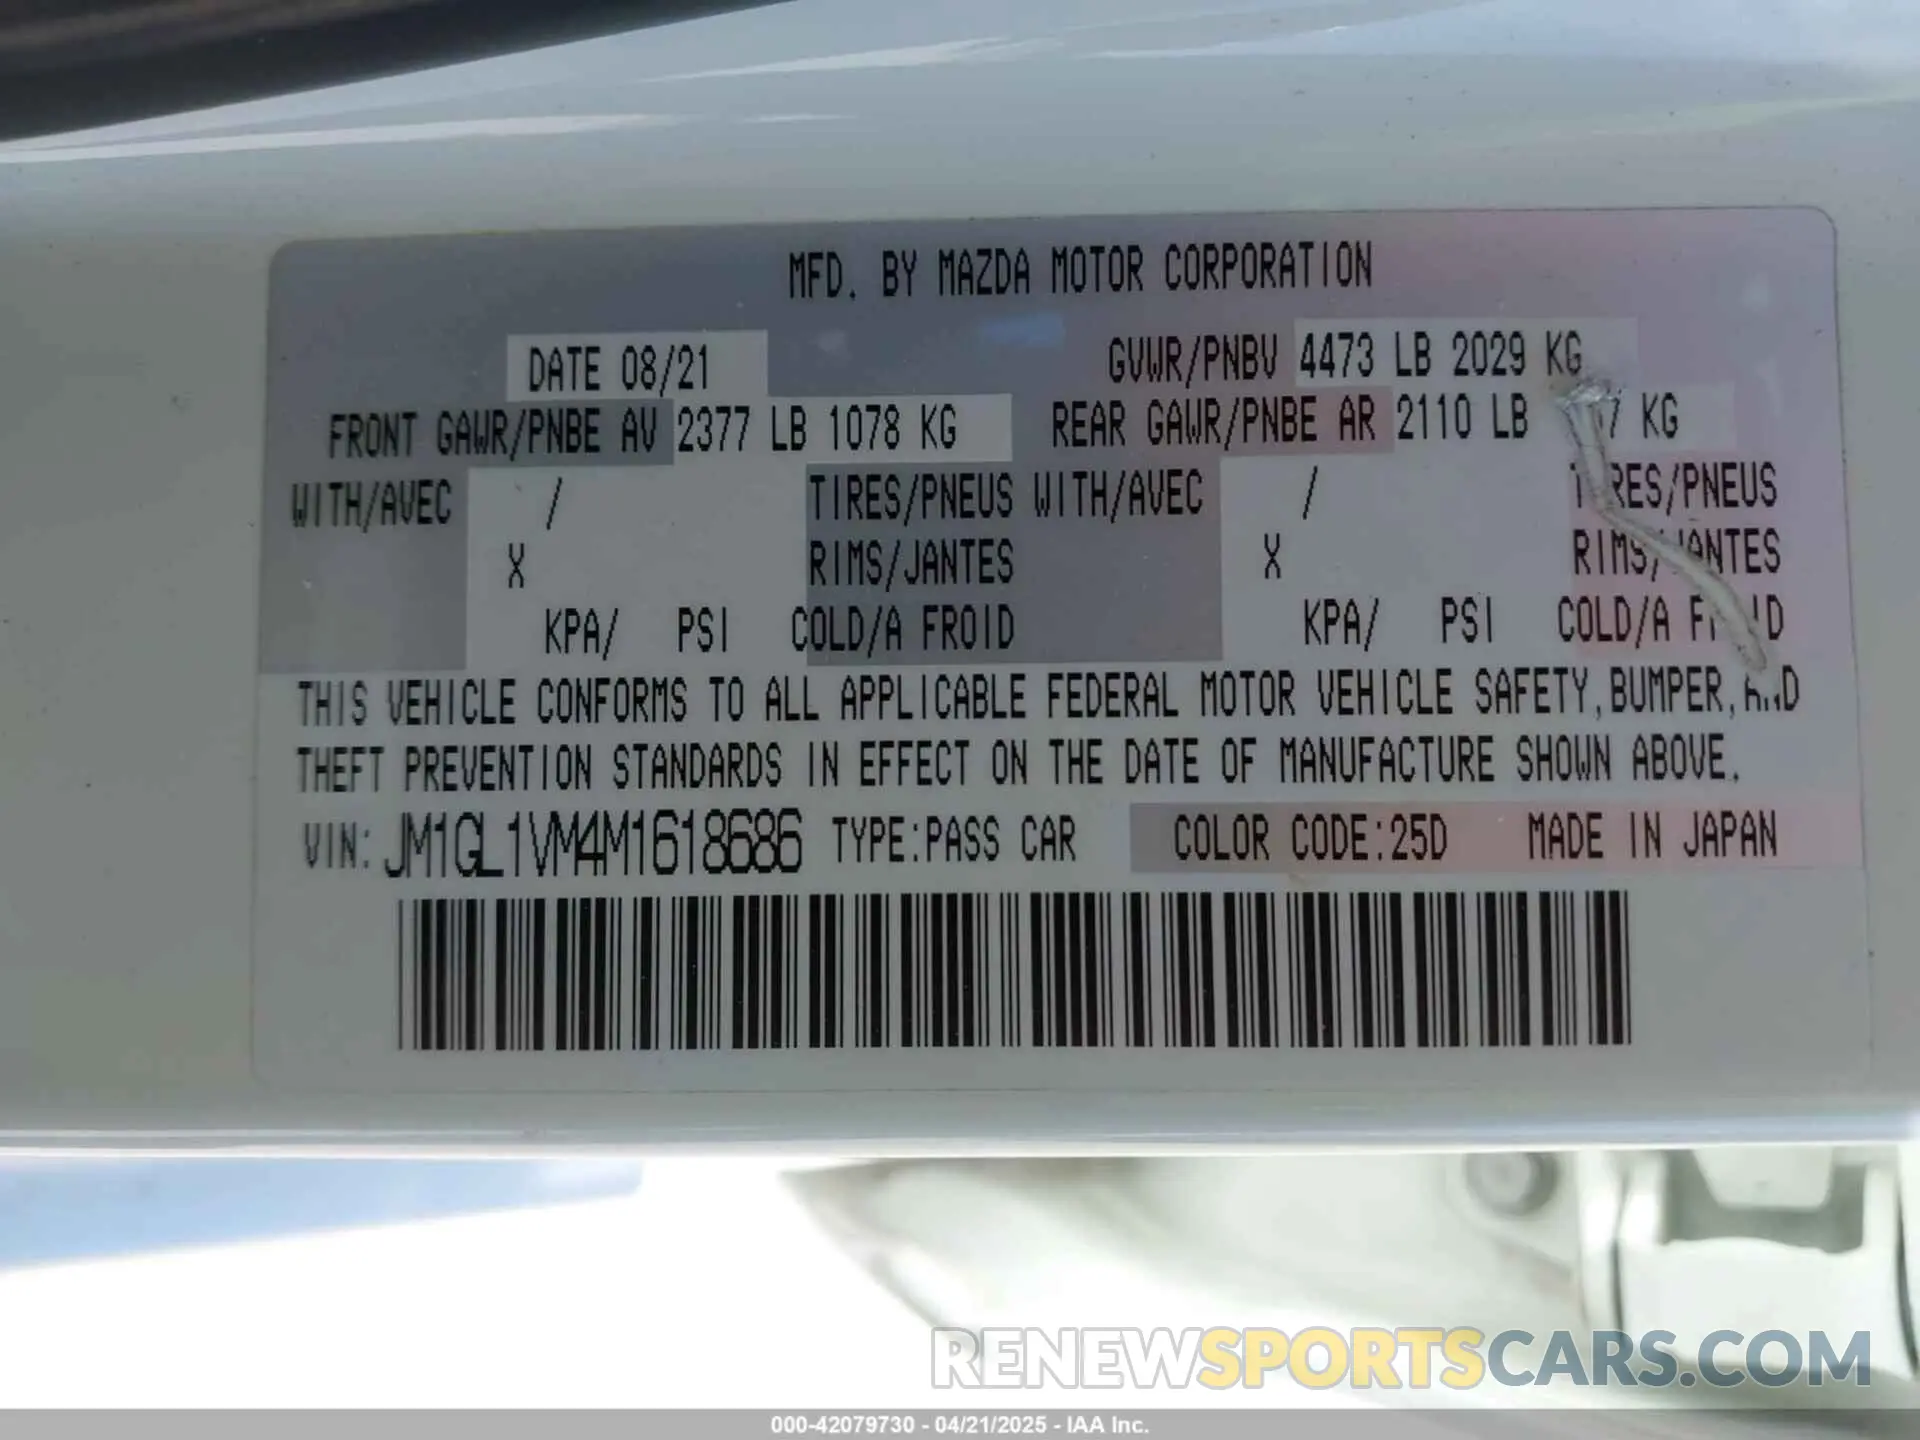 MFD. BY MAZDA MOTOR CORPORATION
DATE 08/21 GVWR/PNBV 4473 LB 2029 KG
FRONT GAWR/PNBE AV 2377 LB 1078 KG REAR GAWR/PNBE AR 2110 LB KG
WITH/AVEC / TIRES/PNEUS WITH/AVEC / TIRES/PNEUS
X RIMS/JANTES X RIMS/JANTES
KPA/ PSI COLD/A FROID KPA/ PSI COLD/A FROID
THIS VEHICLE CONFORMS TO ALL APPLICABLE FEDERAL MOTOR VEHICLE SAFETY, BUMPER, AND
THEFT PREVENTION STANDARDS IN EFFECT ON THE DATE OF MANUFACTURE SHOWN ABOVE.
VIN: JM1GL1VM4M1618686 TYPE:PASS CAR COLOR CODE:25D MADE IN JAPAN
RENEWSPORTSCARS.COM
000-42079730 - 04/21/2025 - IAA Inc.